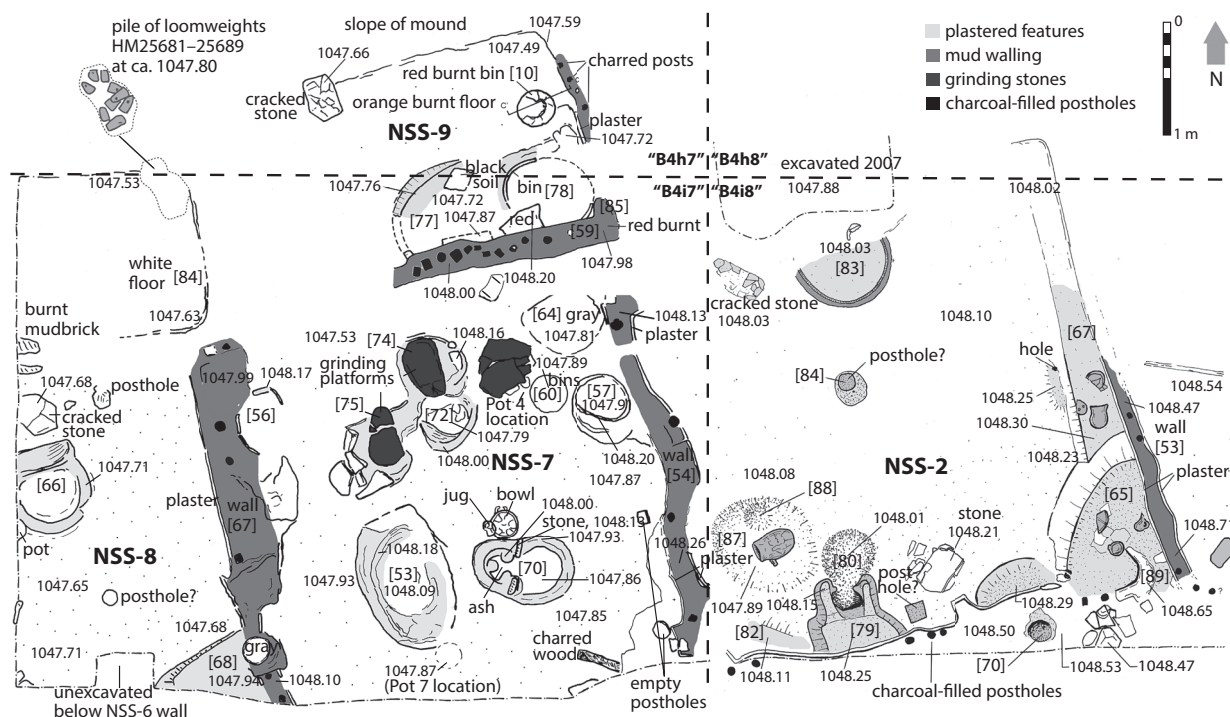 pile of loomweights
HM25681–25689
at ca. 1047.80
slope of mound
1047.59
1047.66
1047.49
red burnt bin [10]
charred posts
cracked
stone
orange burnt floor
NSS-9
plaster
1047.72
plastered features
mud walling
grinding stones
charcoal-filled postholes
0
1 m
N
"B4h7"
"B4h8"
excavated 2007
"B4i7"
"B4i8"
1047.53
1047.76
black
soil
1047.72
1047.87
[77]
bin
[78]
red
[85]
[59]
red burnt
1047.98
1048.20
1048.00
1047.88
1048.02
white
floor
[84]
1047.63
burnt
mudbrick
1048.03
[83]
cracked stone
1048.03
1048.10
[67]
[64] gray
1047.81
1048.13
plaster
1047.53
[74]
1048.16
grinding
platforms
1047.89
bins
[60]
[57]
1047.9
[75]
[72]
1047.79
Pot 4
location
1048.00
NSS-7
1048.20
1047.87
wall
[54]
1047.99
1048.17
[56]
1047.68
posthole
cracked
stone
[66]
1047.71
plaster
wall
[67]
pot
NSS-8
1047.65
posthole?
1047.68
1047.71
[68]
gray
1047.94
1048.10
unexcavated
below NSS-6 wall
jug
bowl
1048.00
stone, 1048.13
1047.93
[70]
1047.86
ash
1047.85
1047.93
1048.18
[53]
1048.09
1047.87
(Pot 7 location)
charred
wood
empty
postholes
1048.26
plaster
posthole?
[84]
hole
1048.25
1048.30
1048.23
1048.54
1048.47
wall
[53]
plaster
NSS-2
[65]
1048.08
[88]
[87]
1048.01
stone
1048.21
[80]
post-
hole?
1047.89
1048.15
[82]
[79]
1048.11
1048.25
charcoal-filled postholes
1048.29
1048.50
[70]
[89]
1048.7
1048.65
1048.53
1048.47
?